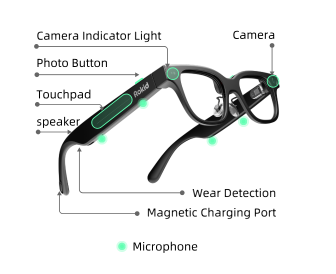 Camera Indicator Light
Camera
Photo Button
Rokid
Touchpad
speaker
Wear Detection
Magnetic Charging Port
Microphone